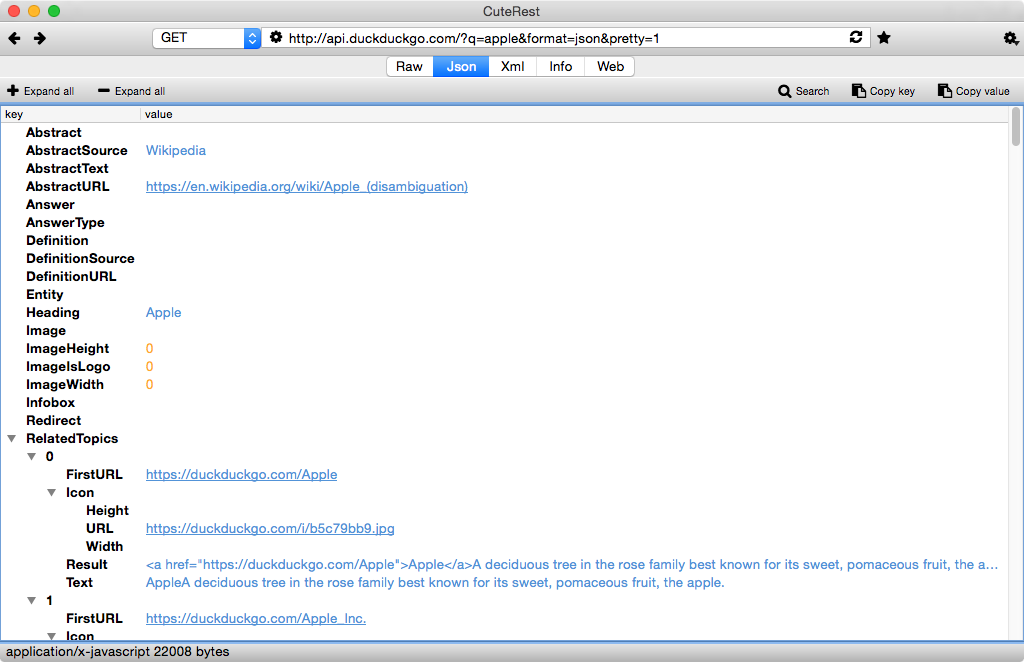 CuteRest
GET http://api.duckduckgo.com/?q=apple&format=json&pretty=1
Raw Json Xml Info Web
Expand all Expand all Search Copy key Copy value
key value
Abstract
AbstractSource Wikipedia
AbstractText
AbstractURL https://en.wikipedia.org/wiki/Apple_(disambiguation)
Answer
AnswerType
Definition
DefinitionSource
DefinitionURL
Entity
Heading Apple
Image
ImageHeight 0
ImageIsLogo 0
ImageWidth 0
Infobox
Redirect
RelatedTopics
0
FirstURL https://duckduckgo.com/Apple
Icon
Height
URL https://duckduckgo.com/i/b5c79bb9.jpg
Width
Result <a href="https://duckduckgo.com/Apple">Apple</a>A deciduous tree in the rose family best known for its sweet, pomaceous fruit, the a...
Text AppleA deciduous tree in the rose family best known for its sweet, pomaceous fruit, the apple.
1
FirstURL https://duckduckgo.com/Apple_Inc.
Icon
application/x-javascript 22008 bytes